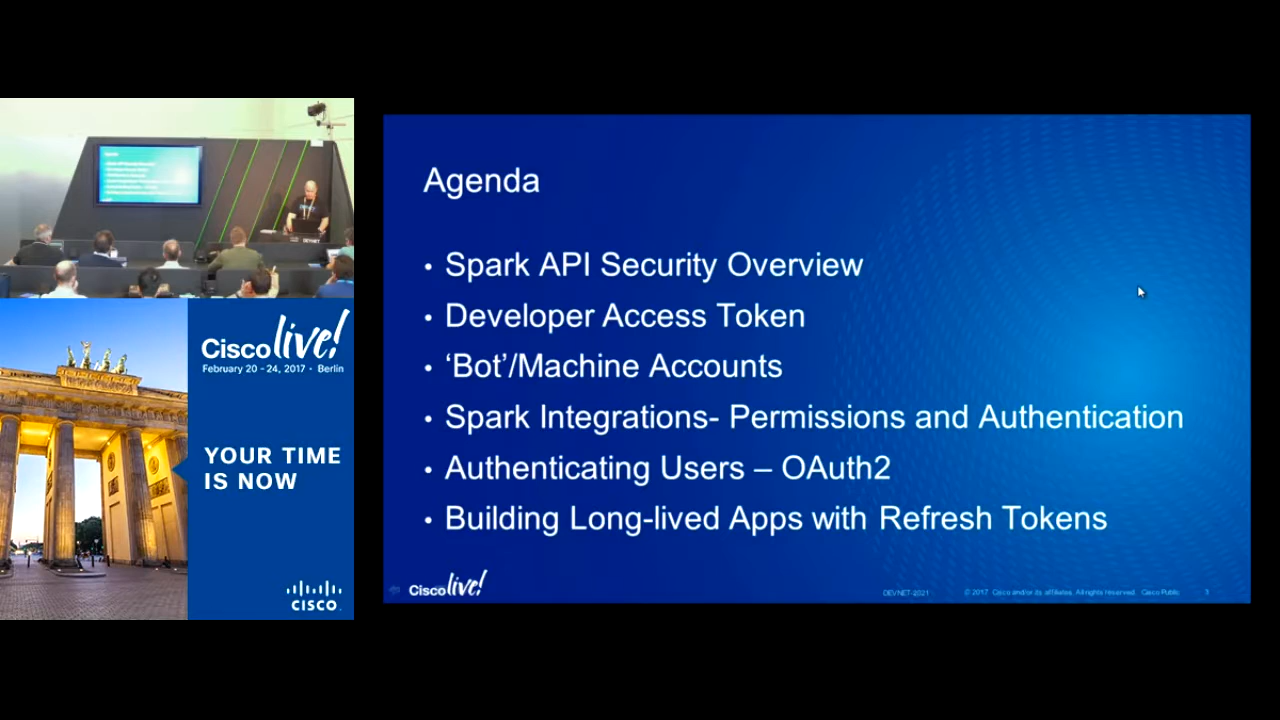 Agenda
• Spark API Security Overview
• Developer Access Token
• ‘Bot’/Machine Accounts
• Spark Integrations- Permissions and Authentication
• Authenticating Users – OAuth2
• Building Long-lived Apps with Refresh Tokens
Cisco live!
DEVNET-2021
© 2017 Cisco and/or its affiliates. All rights reserved. Cisco Public
3
Cisco live!
February 20 - 24, 2017 • Berlin
YOUR TIME
IS NOW
CISCO
DEVNET